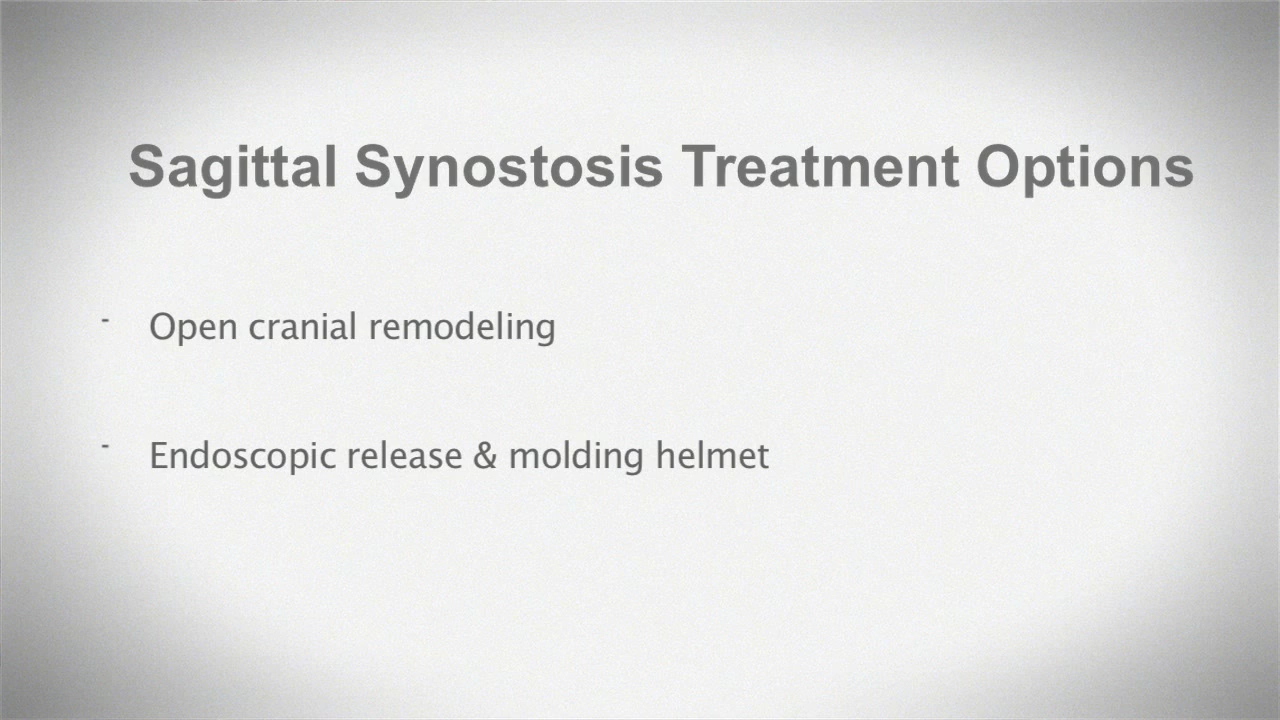 Sagittal Synostosis Treatment Options
- Open cranial remodeling
- Endoscopic release & molding helmet